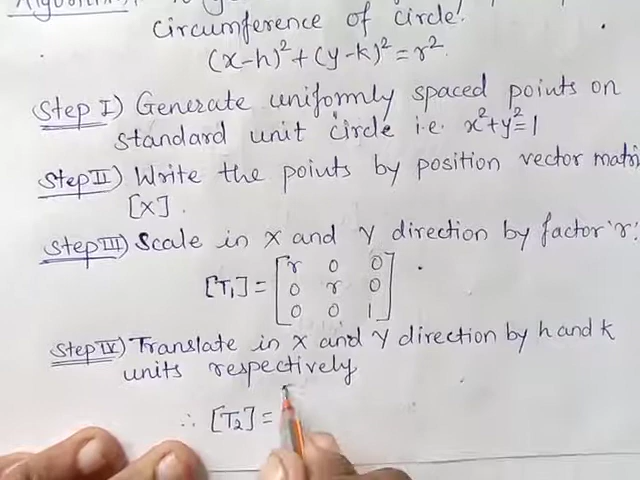 circumference of circle!
(x-h)²+(y-k)²=r²
Step I) Generate uniformly spaced points on
standard unit circle i.e. x²+y²=1
Step II) Write the points by position vector matri
[X].
Step III) Scale in X and Y direction by factor 'r'.
[T₁] = [r 0 0
0 r 0
0 0 1]
Step IV) Translate in X and Y direction by h and k
units respectively
∴ [T₂] =